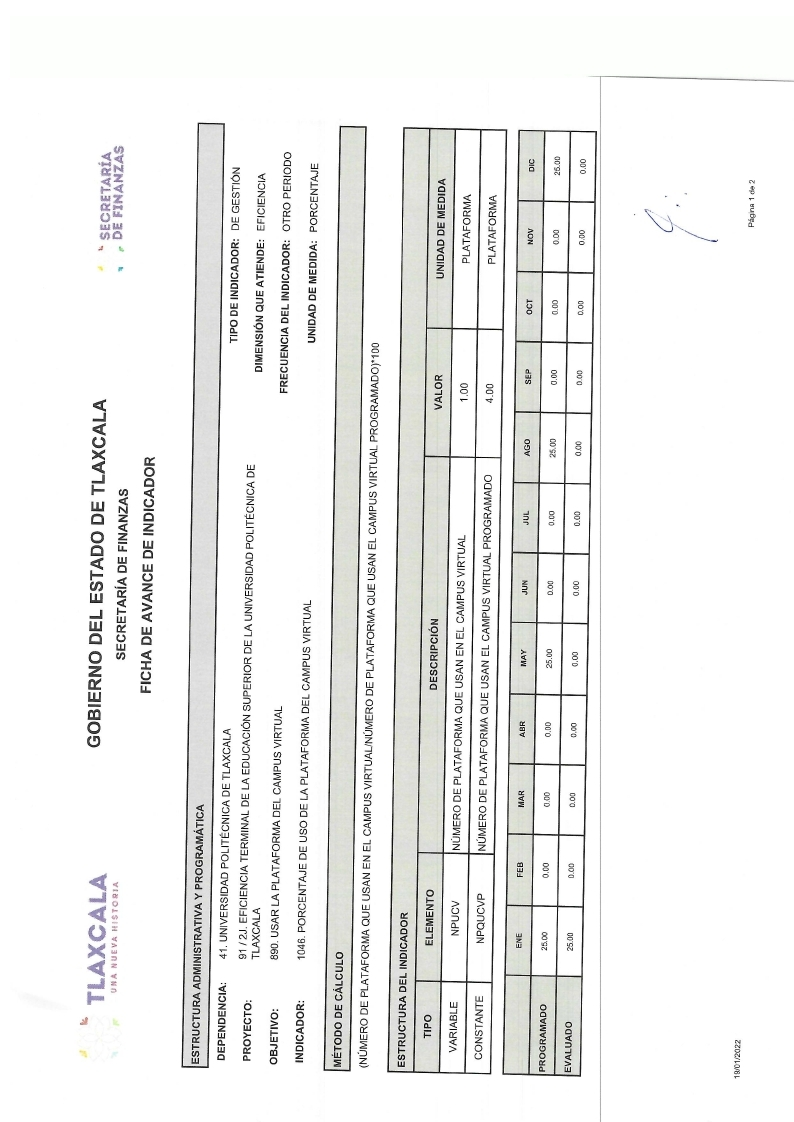 TLAXCALA
UNA NUEVA HISTORIA
GOBIERNO DEL ESTADO DE TLAXCALA
SECRETARÍA DE FINANZAS
FICHA DE AVANCE DE INDICADOR
SECRETARÍA
DE FINANZAS
ESTRUCTURA ADMINISTRATIVA Y PROGRAMÁTICA
DEPENDENCIA: 41. UNIVERSIDAD POLITÉCNICA DE TLAXCALA
TIPO DE INDICADOR: DE GESTIÓN
PROYECTO: 91 / 2J. EFICIENCIA TERMINAL DE LA EDUCACIÓN SUPERIOR DE LA UNIVERSIDAD POLITÉCNICA DE
TLAXCALA
DIMENSIÓN QUE ATIENDE: EFICIENCIA
OBJETIVO: 890. USAR LA PLATAFORMA DEL CAMPUS VIRTUAL
FRECUENCIA DEL INDICADOR: OTRO PERIODO
INDICADOR: 1046. PORCENTAJE DE USO DE LA PLATAFORMA DEL CAMPUS VIRTUAL
UNIDAD DE MEDIDA: PORCENTAJE
MÉTODO DE CÁLCULO
(NÚMERO DE PLATAFORMA QUE USAN EN EL CAMPUS VIRTUAL/NÚMERO DE PLATAFORMA QUE USAN EL CAMPUS VIRTUAL PROGRAMADO)*100
ESTRUCTURA DEL INDICADOR
TIPO ELEMENTO DESCRIPCIÓN VALOR UNIDAD DE MEDIDA
VARIABLE NPUCV NÚMERO DE PLATAFORMA QUE USAN EN EL CAMPUS VIRTUAL 1.00 PLATAFORMA
CONSTANTE NPQUCVP NÚMERO DE PLATAFORMA QUE USAN EL CAMPUS VIRTUAL PROGRAMADO 4.00 PLATAFORMA
ENE FEB MAR ABR MAY JUN JUL AGO SEP OCT NOV DIC
PROGRAMADO 25.00 0.00 0.00 0.00 25.00 0.00 0.00 25.00 0.00 0.00 0.00 25.00
EVALUADO 25.00 0.00 0.00 0.00 0.00 0.00 0.00 0.00 0.00 0.00 0.00 0.00
19/01/2022
Página 1 de 2